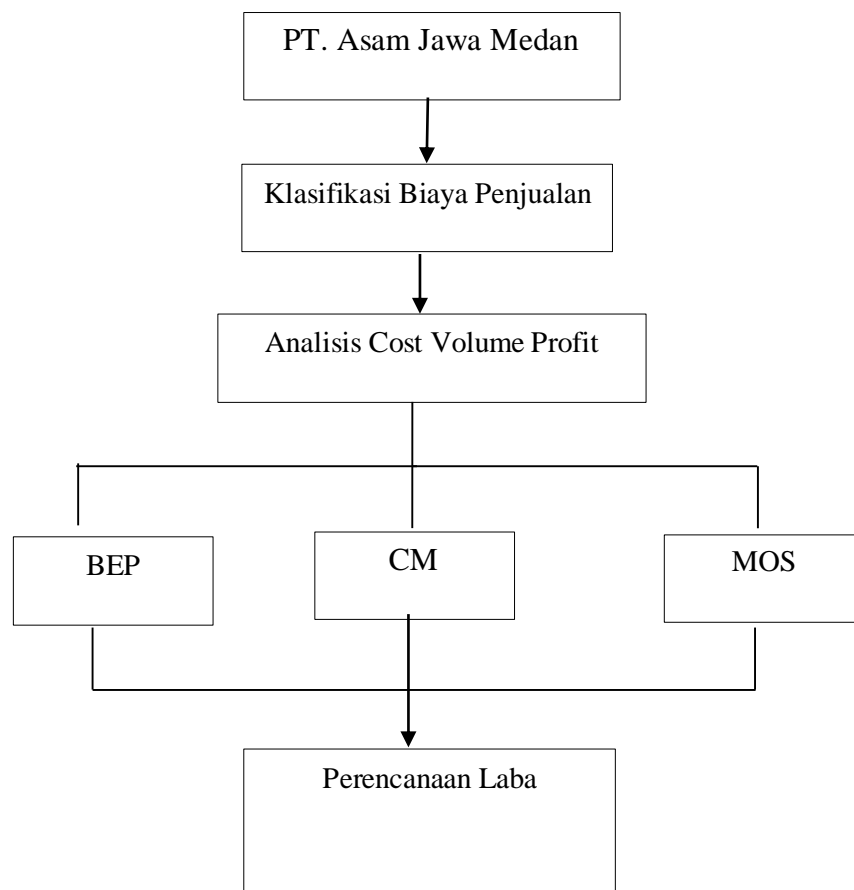 PT. Asam Jawa Medan
Klasifikasi Biaya Penjualan
Analisis Cost Volume Profit
BEP
CM
MOS
Perencanaan Laba